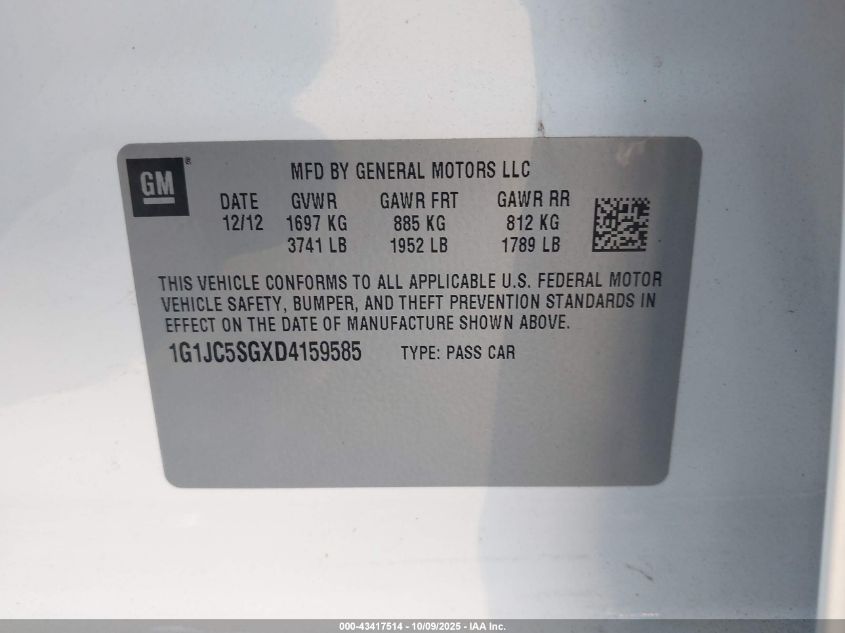 GM®
MFD BY GENERAL MOTORS LLC
DATE GVWR GAWR FRT GAWR RR
12/12 1697 KG 885 KG 812 KG
3741 LB 1952 LB 1789 LB
THIS VEHICLE CONFORMS TO ALL APPLICABLE U.S. FEDERAL MOTOR
VEHICLE SAFETY, BUMPER, AND THEFT PREVENTION STANDARDS IN
EFFECT ON THE DATE OF MANUFACTURE SHOWN ABOVE.
1G1JC5SGXD4159585 TYPE: PASS CAR
000-43417514 - 10/09/2025 - IAA Inc.